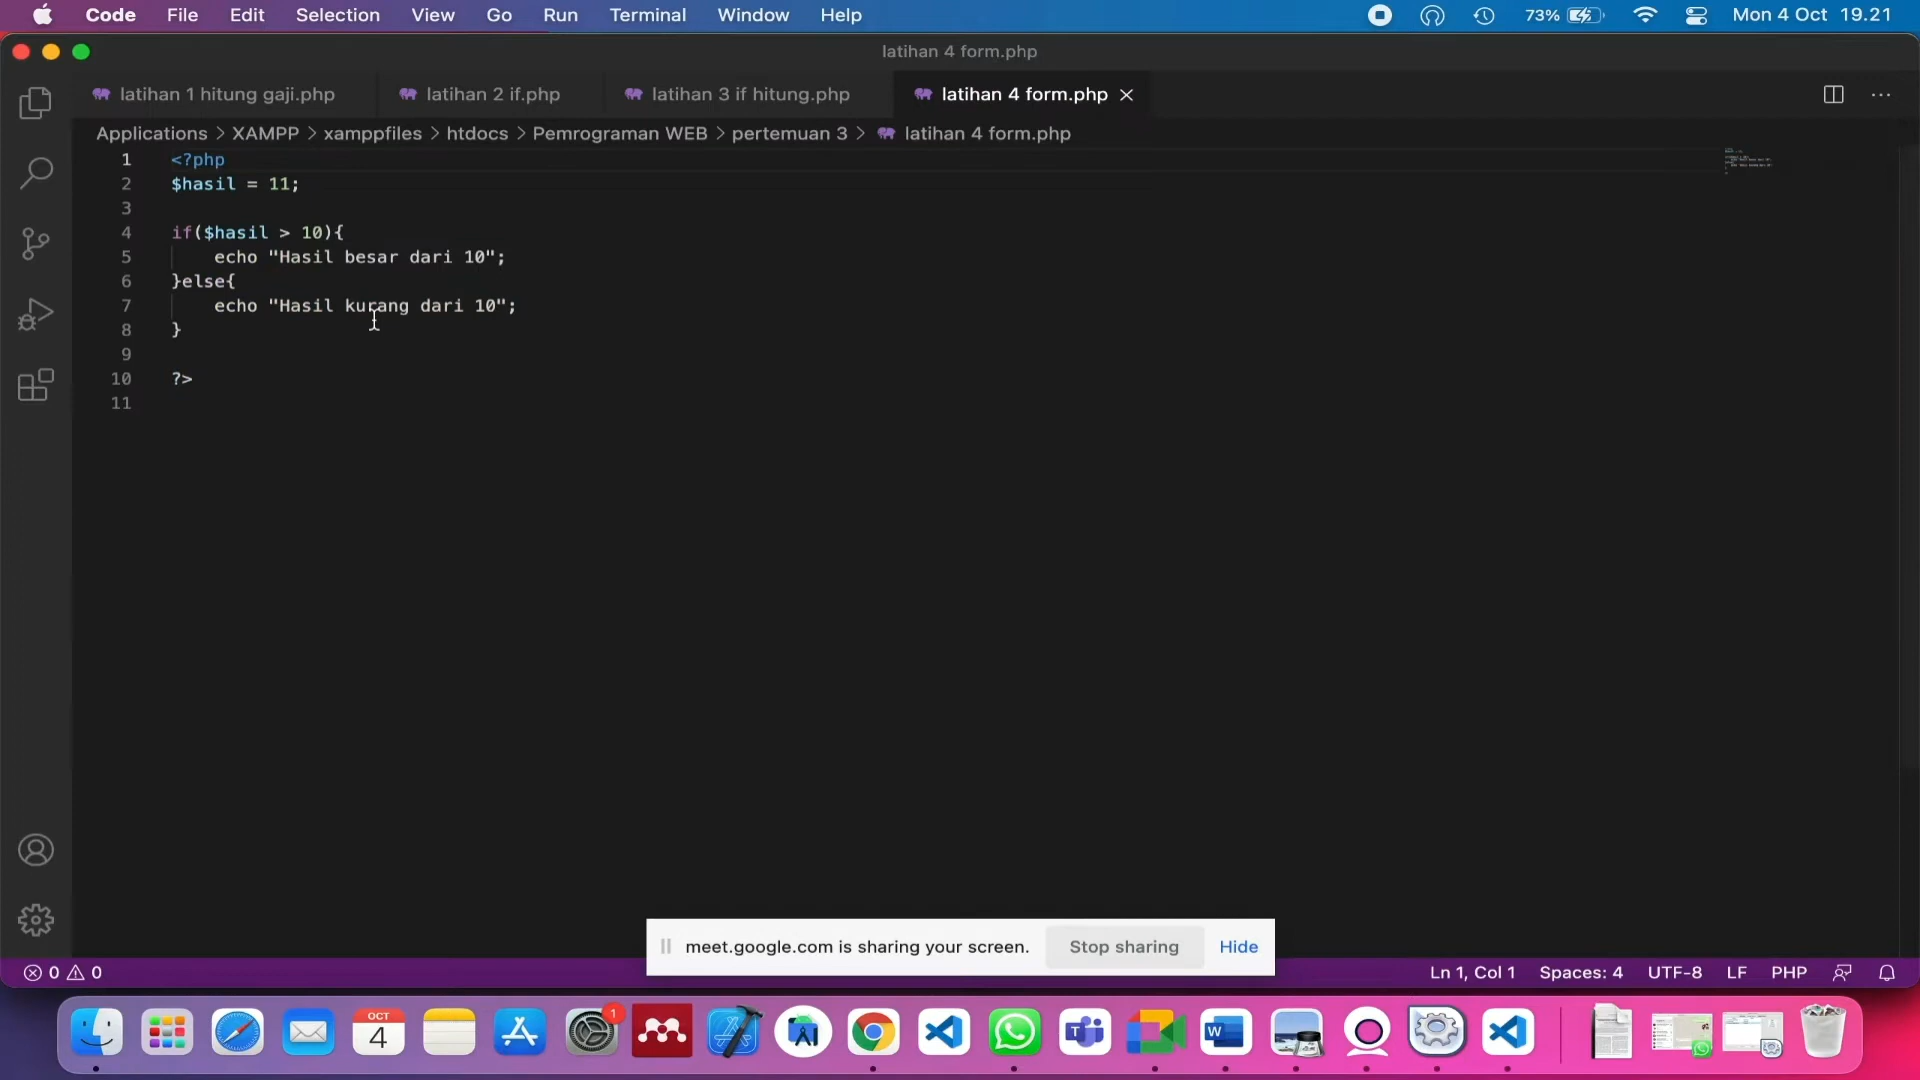 Code File Edit Selection View Go Run Terminal Window Help 73% Mon 4 Oct 19.21
latihan 4 form.php
latihan 1 hitung gaji.php latihan 2 if.php latihan 3 if hitung.php latihan 4 form.php
Applications > XAMPP > xamppfiles > htdocs > Pemrograman WEB > pertemuan 3 > latihan 4 form.php
1 <?php
2 $hasil = 11;
3
4 if($hasil > 10){
5 echo "Hasil besar dari 10";
6 }else{
7 echo "Hasil kurang dari 10";
8 }
9
10 ?>
11
meet.google.com is sharing your screen. Stop sharing Hide
0 0 Ln 1, Col 1 Spaces: 4 UTF-8 LF PHP
OCT
4
1
W